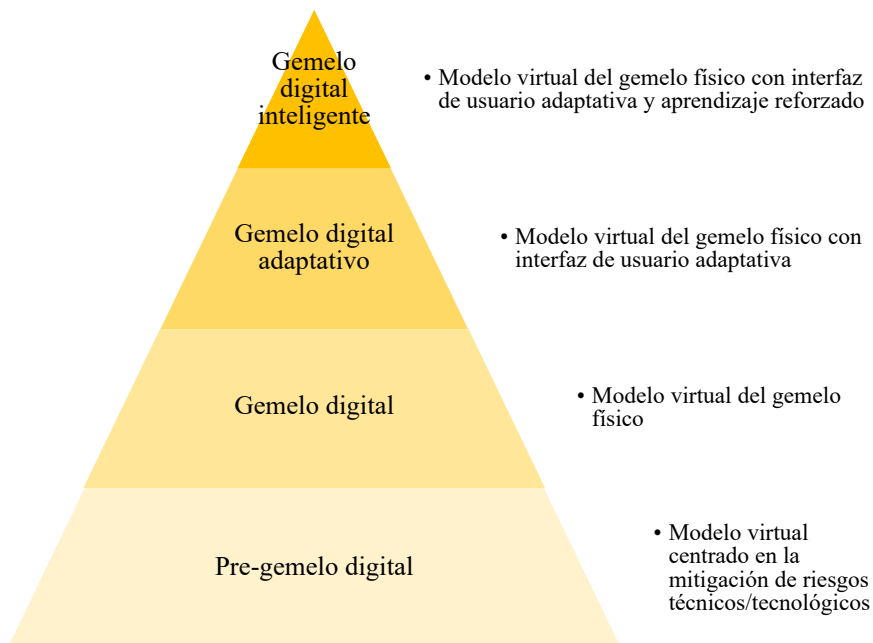 Gemelo
digital
inteligente
• Modelo virtual del gemelo físico con interfaz
de usuario adaptativa y aprendizaje reforzado
Gemelo digital
adaptativo
• Modelo virtual del gemelo físico con
interfaz de usuario adaptativa
Gemelo digital
• Modelo virtual del gemelo
físico
Pre-gemelo digital
• Modelo virtual
centrado en la
mitigación de riesgos
técnicos/tecnológicos